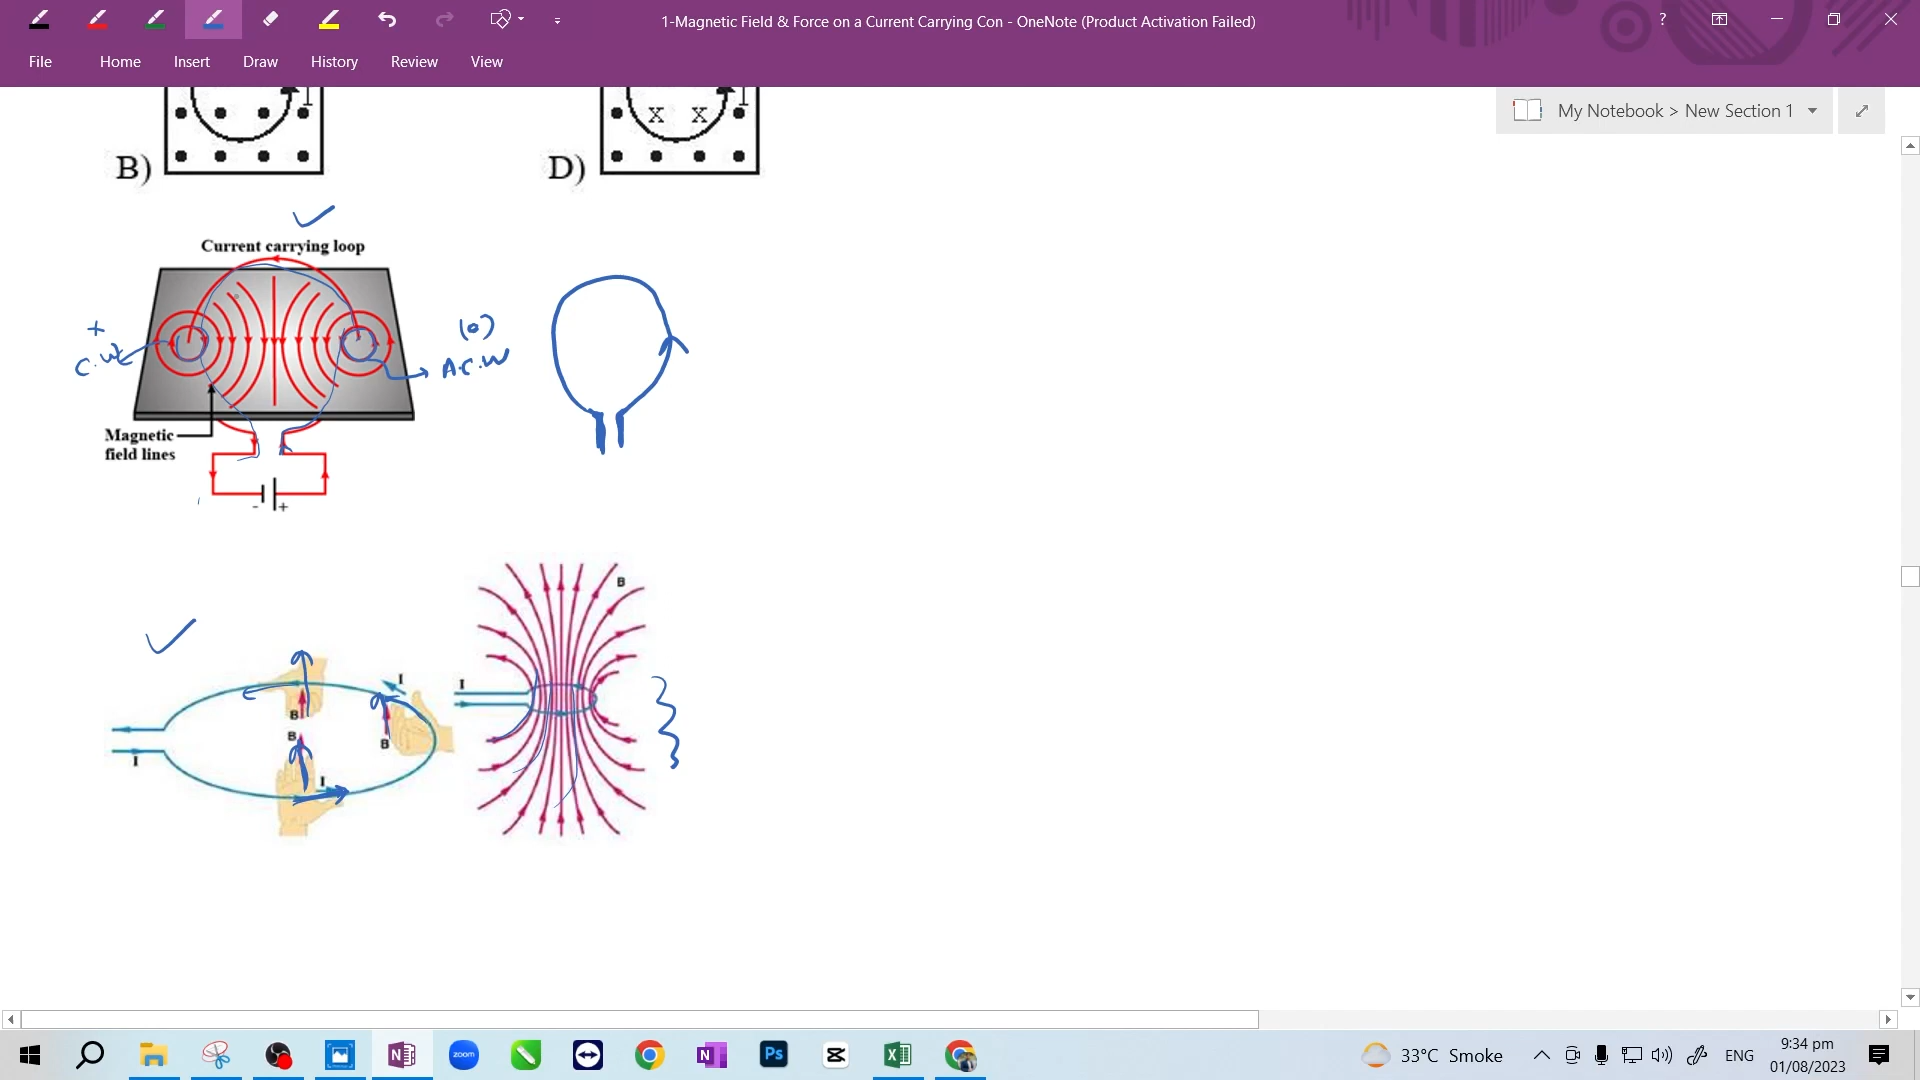 1-Magnetic Field & Force on a Current Carrying Con - OneNote (Product Activation Failed)
?
File Home Insert Draw History Review View
My Notebook > New Section 1
I
I
X X
B)
D)
Current carrying loop
+
C.W
(•)
A.C.W
Magnetic
field lines
- +
B
I
I
B
B
B
I
I
zoom
N
Ps
33°C Smoke
ENG
9:34 pm
01/08/2023